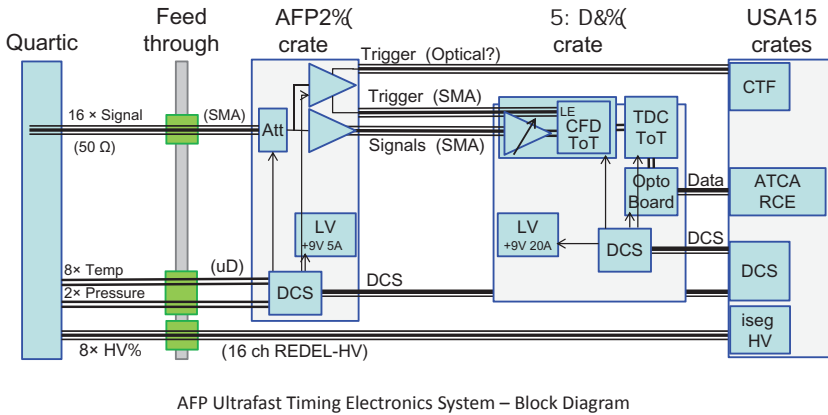 Quartic
Feed
through
AFP2%(
crate
5: D&%(
crate
USA15
crates
Trigger (Optical?)
CTF
16 × Signal
(SMA)
(50 Ω)
Att
Trigger (SMA)
Signals (SMA)
LE
CFD
ToT
TDC
ToT
Opto
Board
Data
ATCA
RCE
LV
+9V 5A
LV
+9V 20A
DCS
DCS
DCS
8× Temp
(uD)
2× Pressure
DCS
DCS
8× HV%
(16 ch REDEL-HV)
iseg
HV
AFP Ultrafast Timing Electronics System – Block Diagram